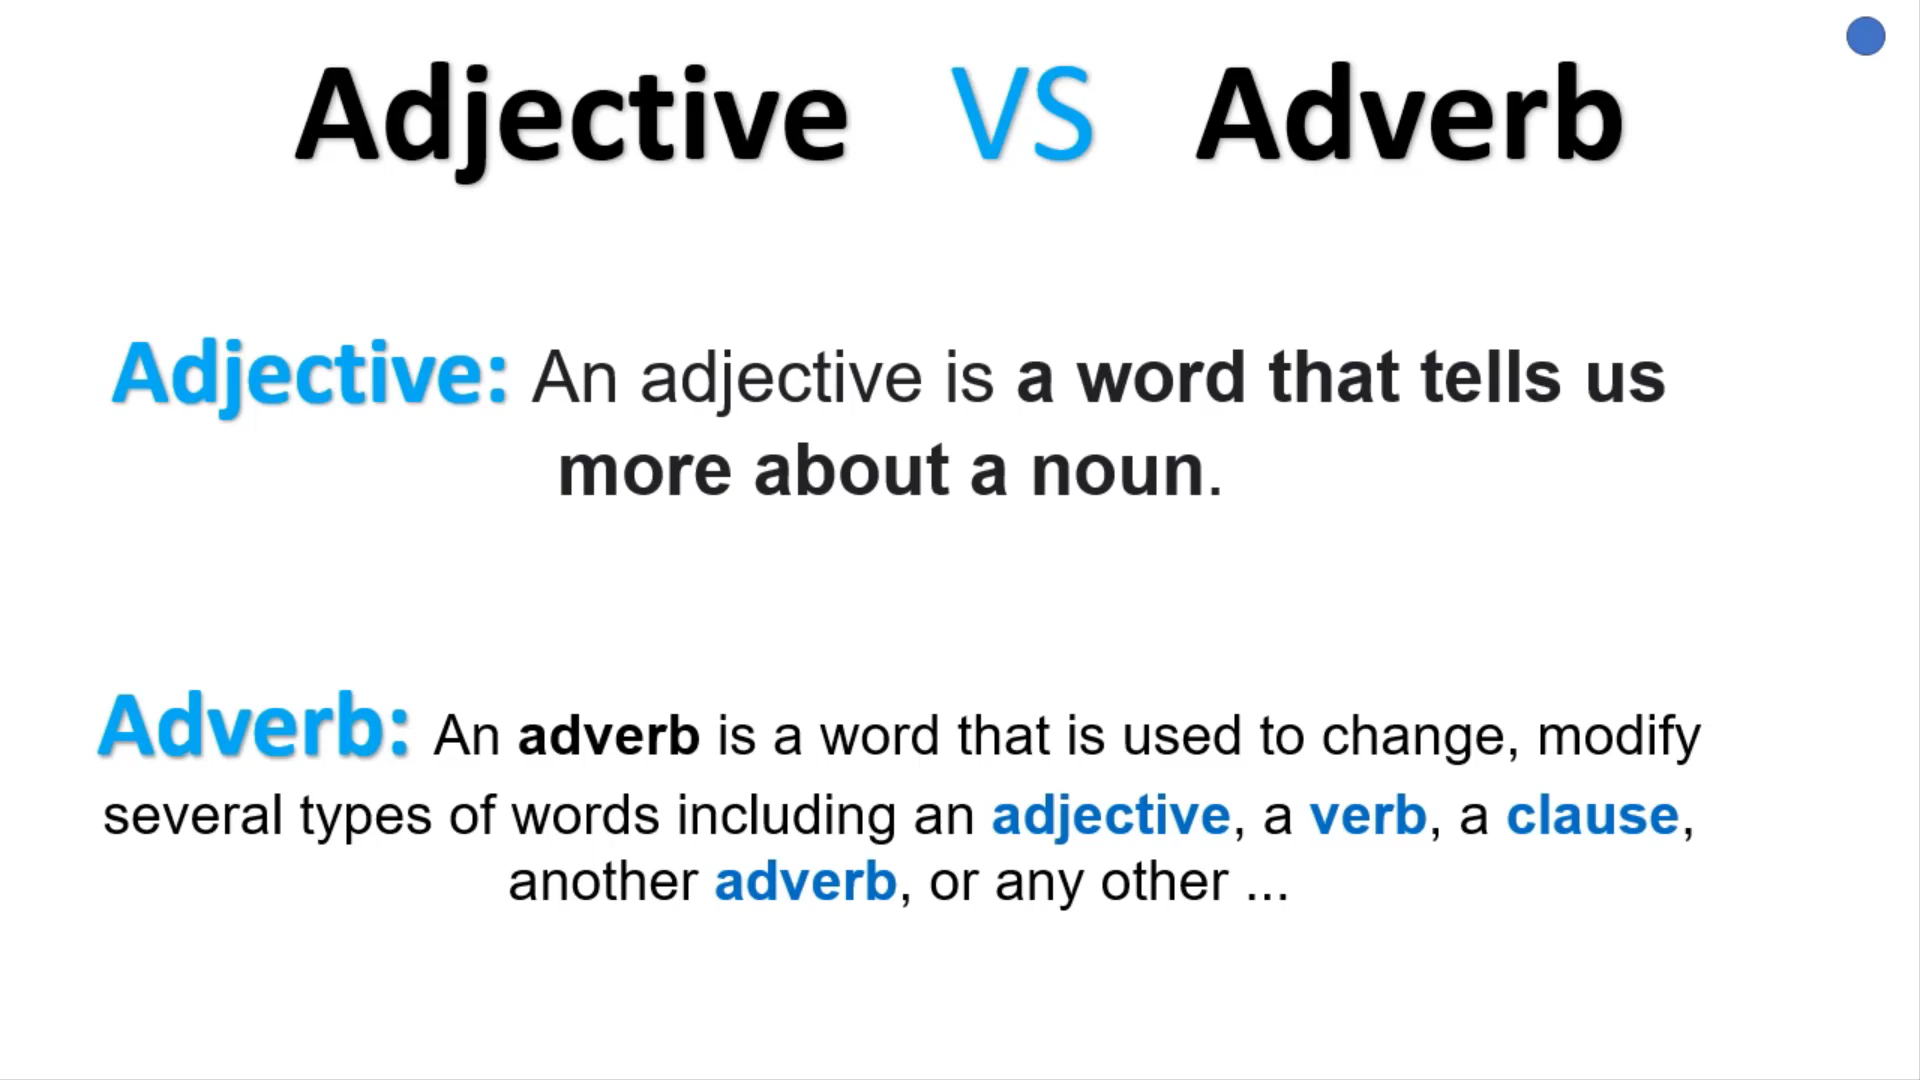 Adjective VS Adverb
Adjective: An adjective is a word that tells us
more about a noun.
Adverb: An adverb is a word that is used to change, modify
several types of words including an adjective, a verb, a clause,
another adverb, or any other ...